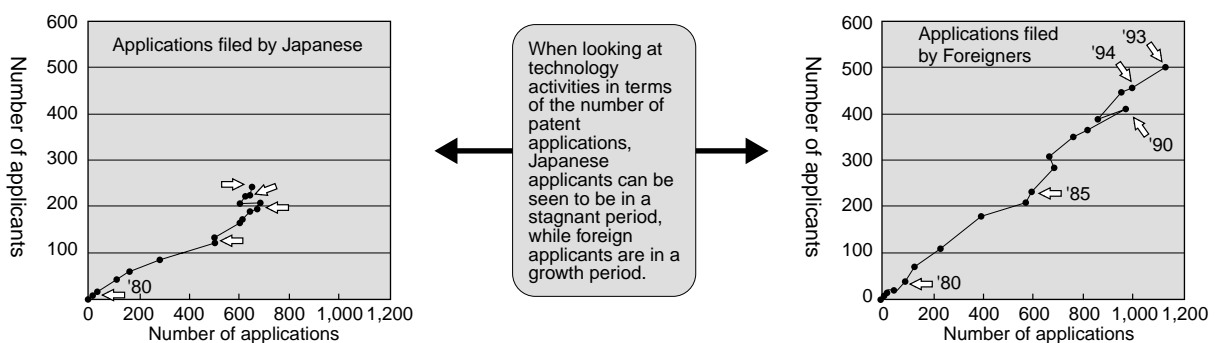 600
500
400
300
200
100
0
Number of applicants
Applications filed by Japanese
'80
0 200 400 600 800 1,000 1,200
Number of applications
When looking at
technology
activities in terms
of the number of
patent
applications,
Japanese
applicants can be
seen to be in a
stagnant period,
while foreign
applicants are in a
growth period.
600
500
400
300
200
100
0
Number of applicants
Applications filed
by Foreigners
'93
'94
'90
'85
'80
0 200 400 600 800 1,000 1,200
Number of applications